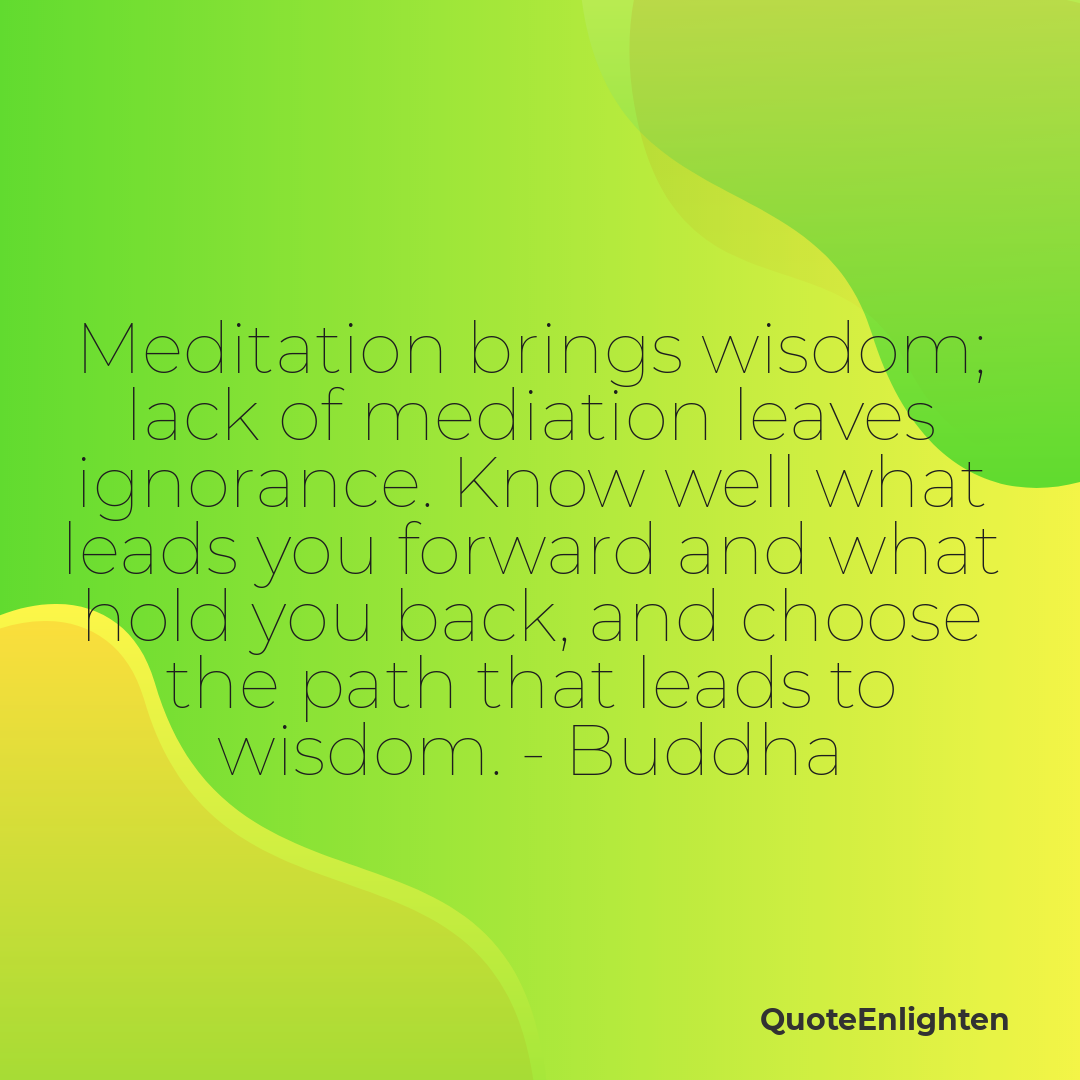 Meditation brings wisdom;
lack of mediation leaves
ignorance. Know well what
leads you forward and what
hold you back, and choose
the path that leads to
wisdom. - Buddha
QuoteEnlighten